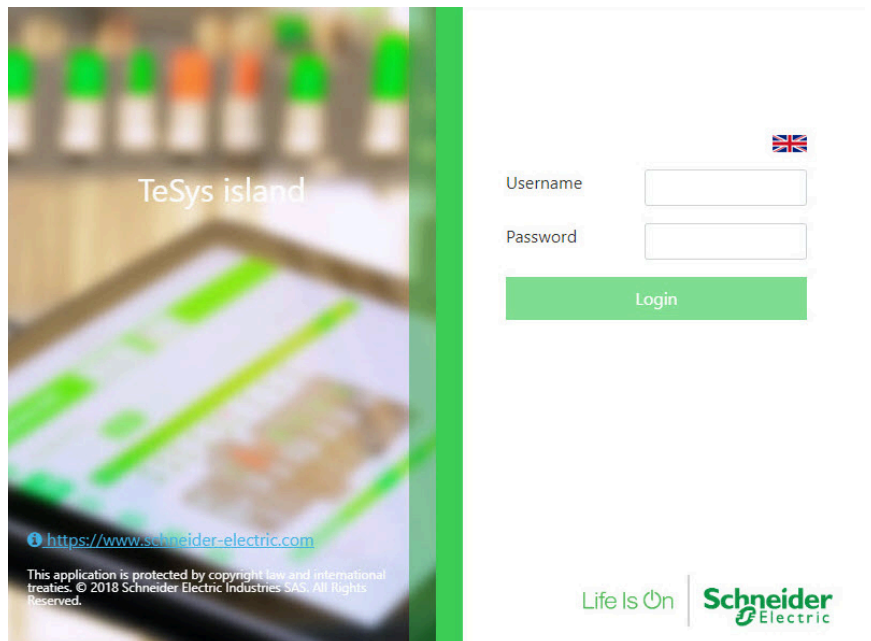 TeSys island
https://www.schneider-electric.com
This application is protected by copyright law and international
treaties. © 2018 Schneider Electric Industries SAS. All Rights
Reserved.
Username
Password
Login
Life Is On
Schneider
Electric